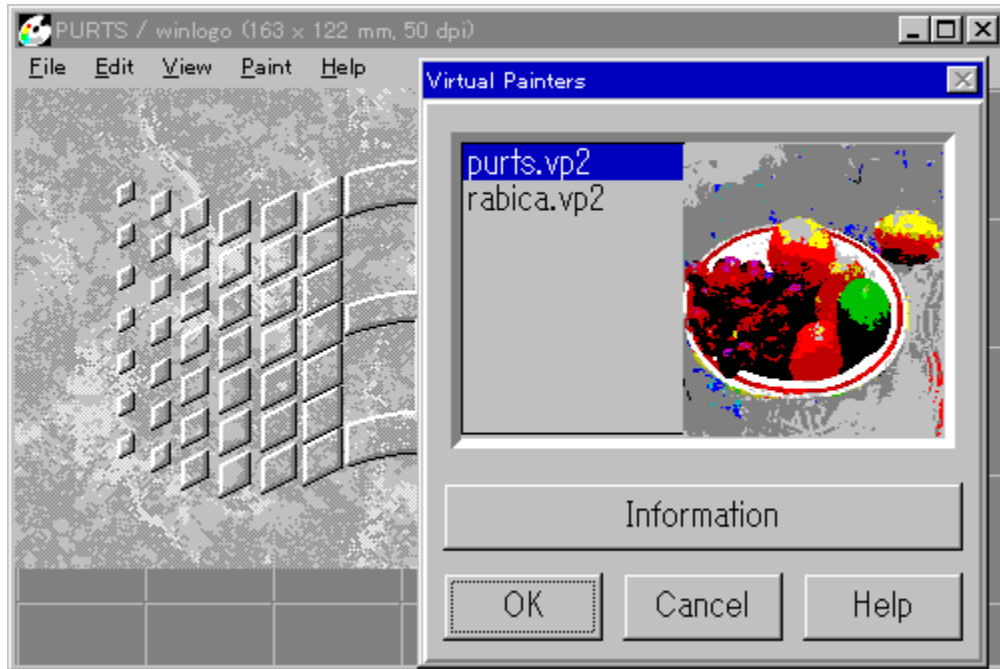 PURTS / winlogo (163 × 122 mm, 50 dpi)
File Edit View Paint Help
Virtual Painters
purts.vp2
rabica.vp2
Information
OK Cancel Help